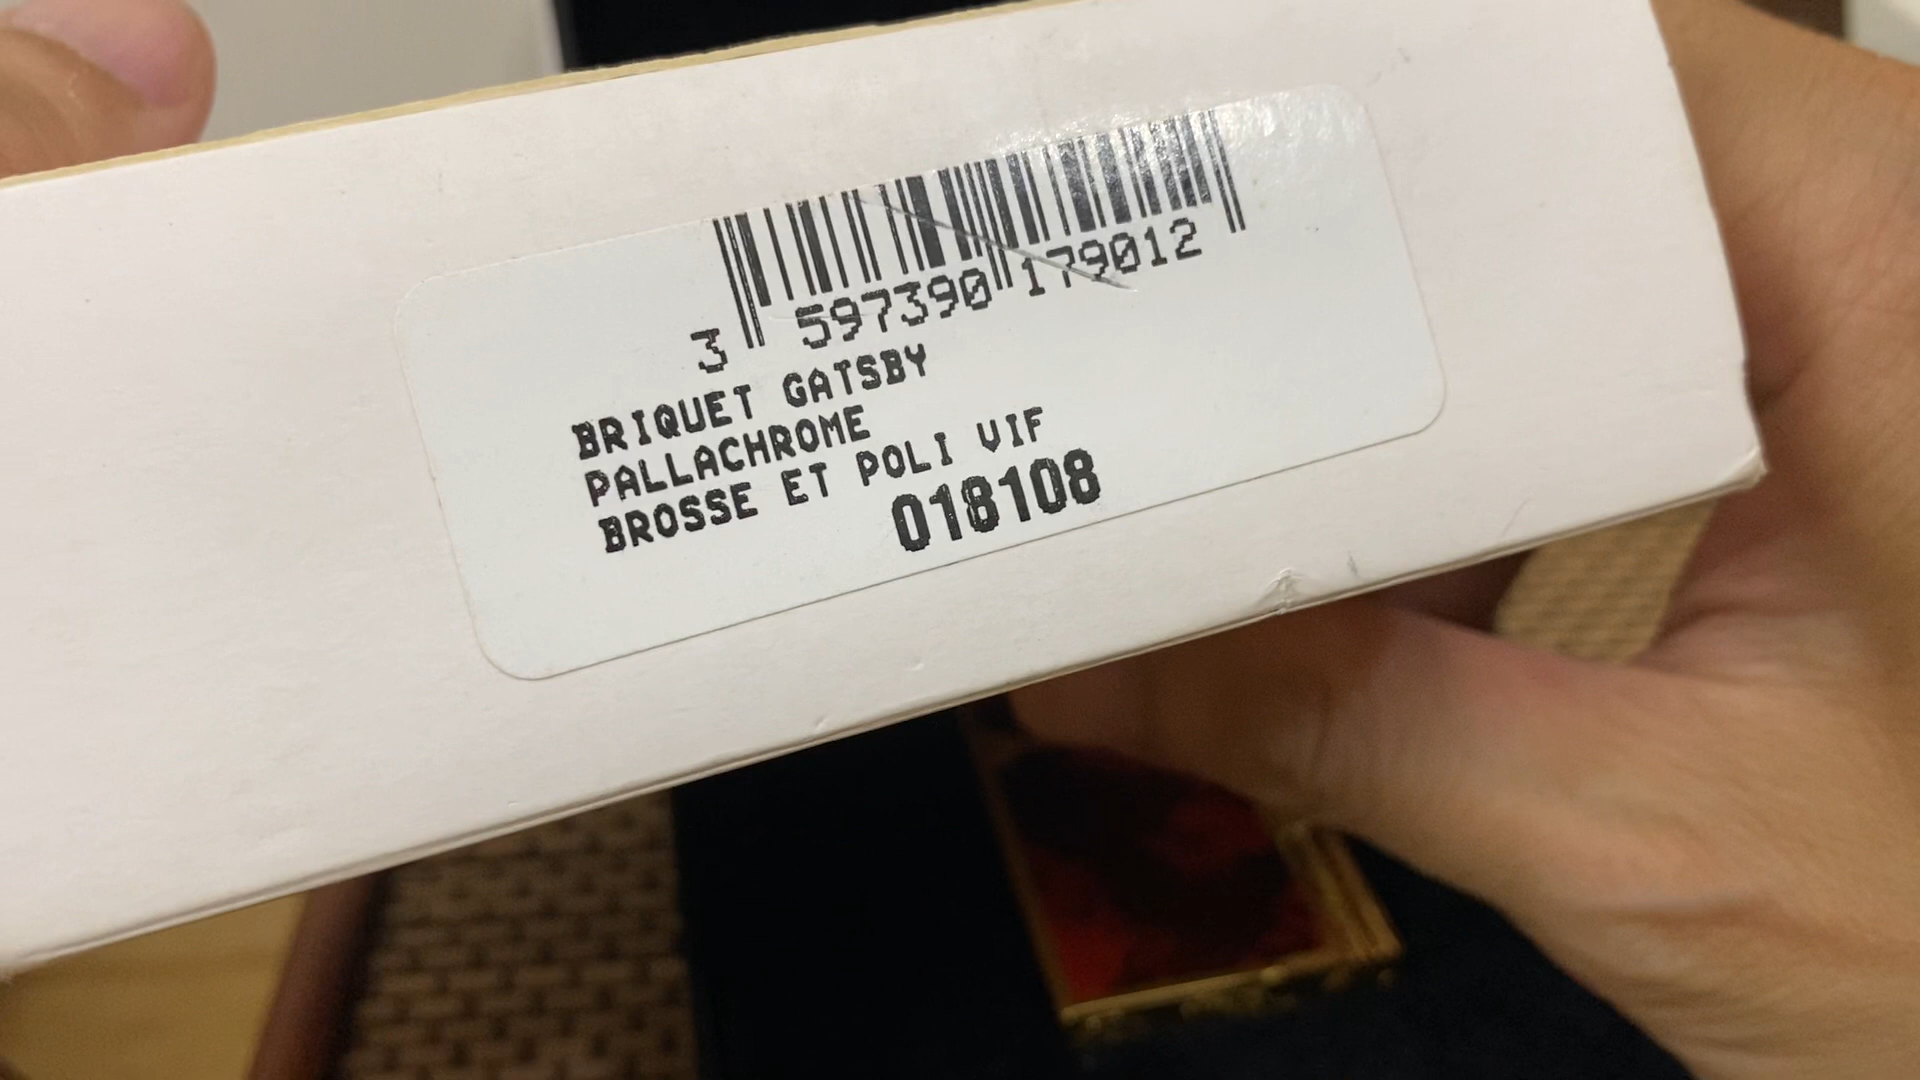 3 597390 179012
BRIQUET GATSBY
PALLACHROME
BROSSE ET POLI VIF
018108